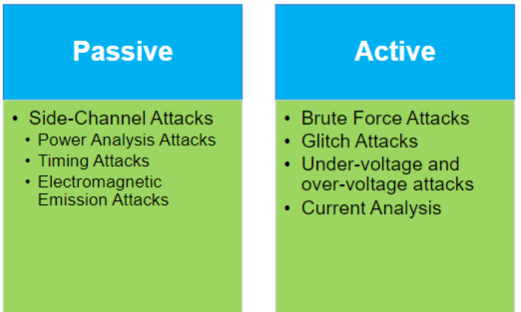 Passive
• Side-Channel Attacks
• Power Analysis Attacks
• Timing Attacks
• Electromagnetic
Emission Attacks
Active
• Brute Force Attacks
• Glitch Attacks
• Under-voltage and
over-voltage attacks
• Current Analysis